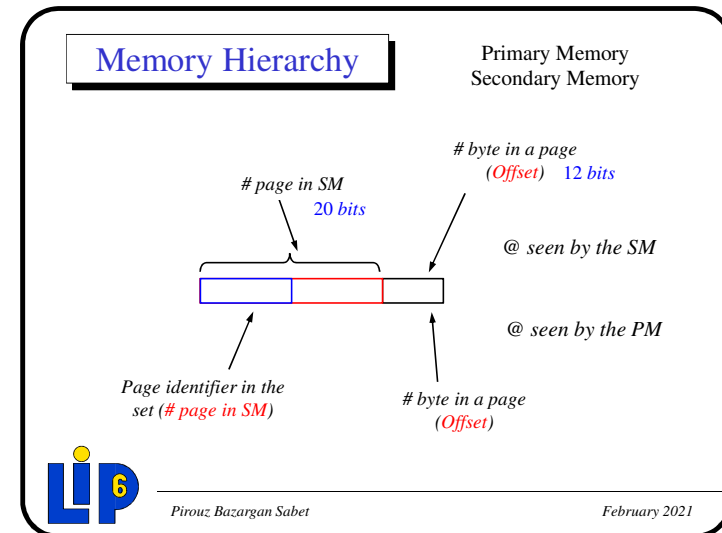 Memory Hierarchy
Primary Memory
Secondary Memory
# byte in a page
(Offset) 12 bits
# page in SM
20 bits
@ seen by the SM
@ seen by the PM
Page identifier in the
set (# page in SM)
# byte in a page
(Offset)
LIP6
Pirouz Bazargan Sabet
February 2021